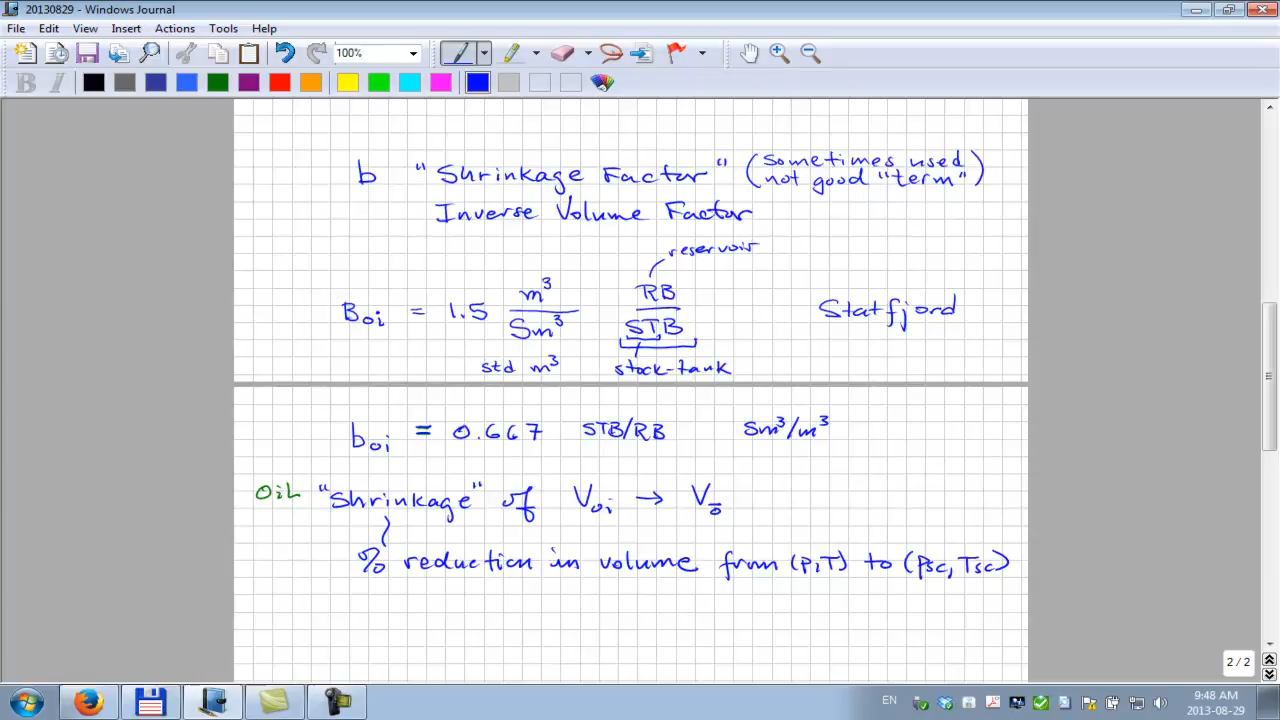 20130829 - Windows Journal
File Edit View Insert Actions Tools Help
100%
b "Shrinkage Factor" (sometimes used not good "term")
Inverse Volume Factor
reservoir
Boi = 1.5 m³/Sm³ RB/STB Statfjord
std m³ stock-tank
boi = 0.667 STB/RB Sm³/m³
Oil "Shrinkage" of Voi → Vō
% reduction in volume from (p,T) to (psc, Tsc)
2 / 2
EN 9:48 AM
2013-08-29